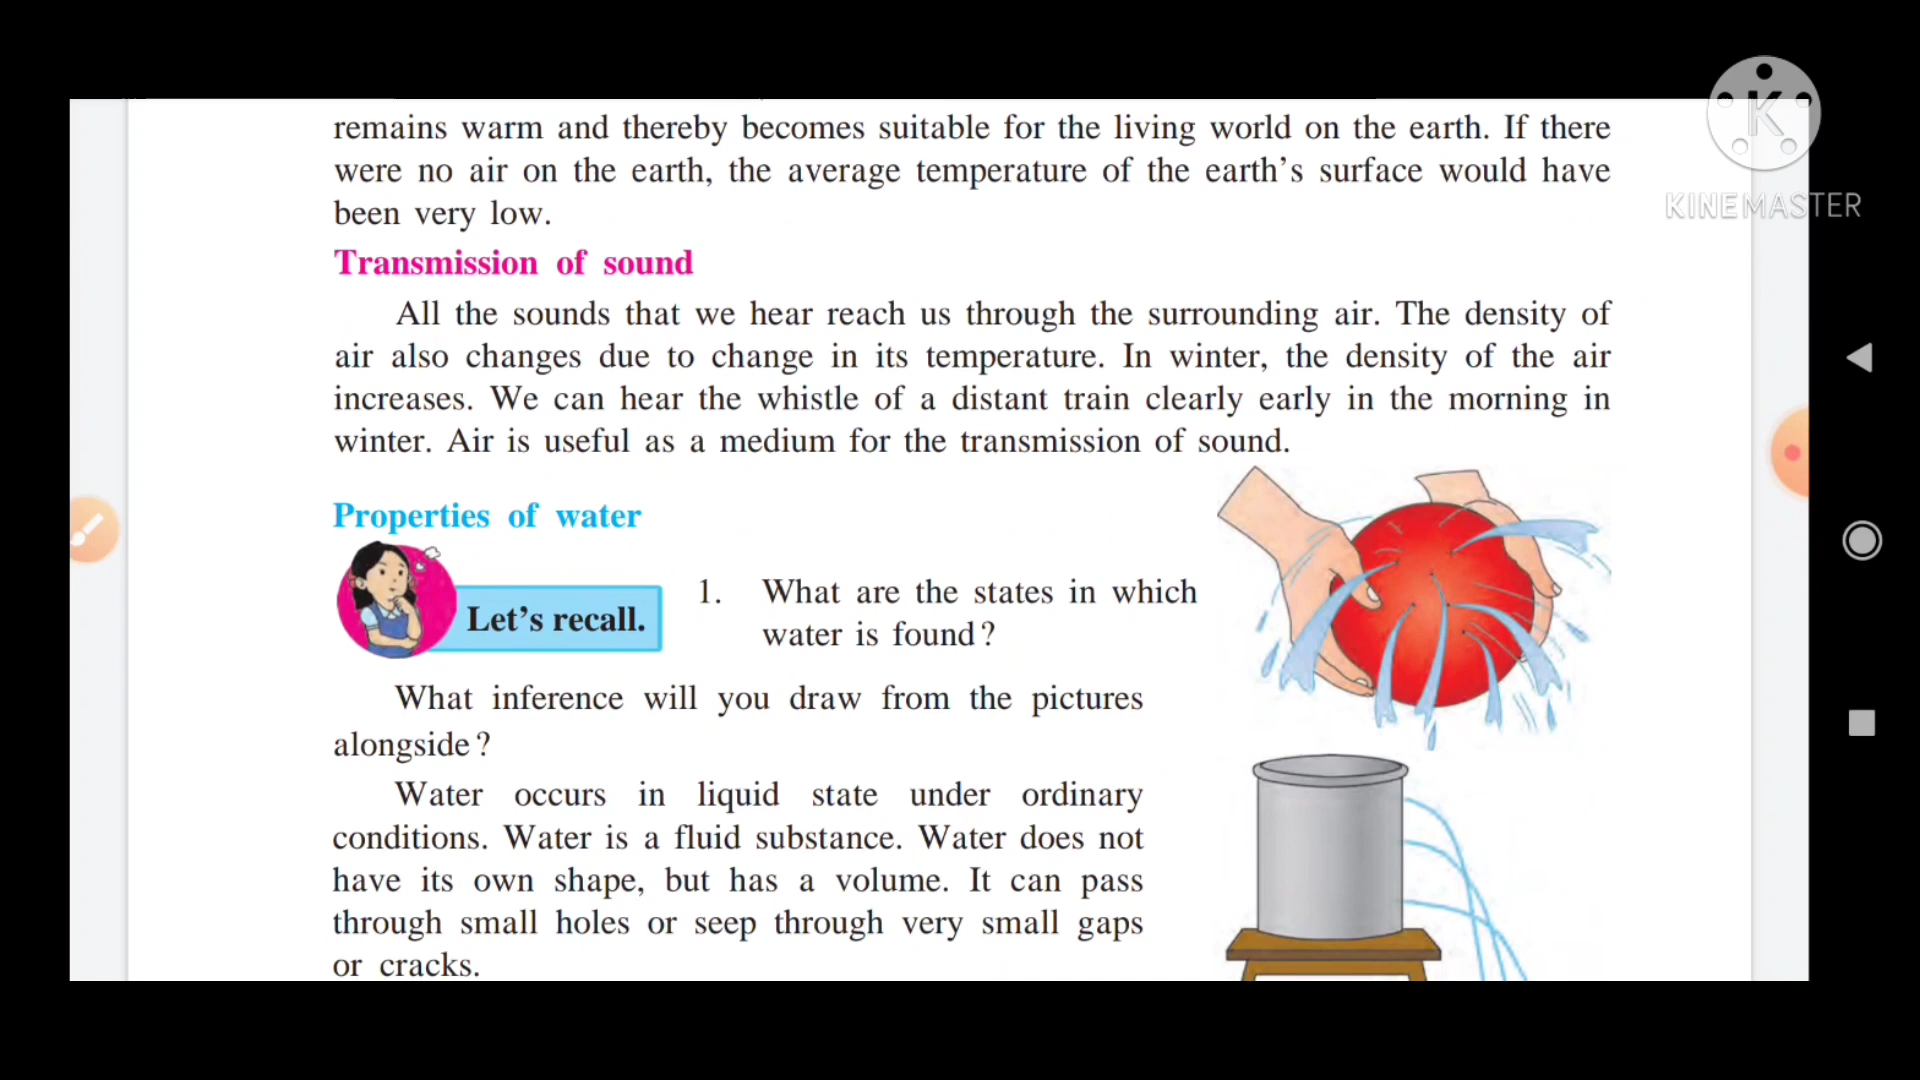 remains warm and thereby becomes suitable for the living world on the earth. If there
were no air on the earth, the average temperature of the earth's surface would have
been very low.
K
KINEMASTER
Transmission of sound
All the sounds that we hear reach us through the surrounding air. The density of
air also changes due to change in its temperature. In winter, the density of the air
increases. We can hear the whistle of a distant train clearly early in the morning in
winter. Air is useful as a medium for the transmission of sound.
Properties of water
Let's recall.
1. What are the states in which
water is found?
What inference will you draw from the pictures
alongside?
Water occurs in liquid state under ordinary
conditions. Water is a fluid substance. Water does not
have its own shape, but has a volume. It can pass
through small holes or seep through very small gaps
or cracks.